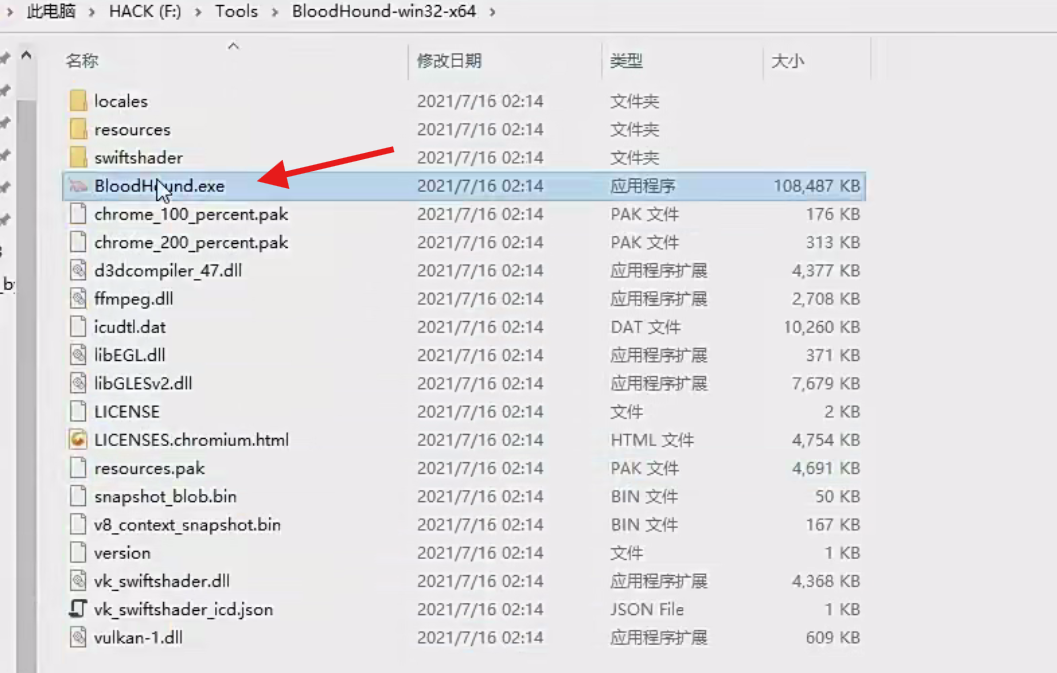 此电脑 HACK (F:) Tools BloodHound-win32-x64
名称 修改日期 类型 大小
locales 2021/7/16 02:14 文件夹
resources 2021/7/16 02:14 文件夹
swiftshader 2021/7/16 02:14 文件夹
BloodHound.exe 2021/7/16 02:14 应用程序 108,487 KB
chrome_100_percent.pak 2021/7/16 02:14 PAK 文件 176 KB
chrome_200_percent.pak 2021/7/16 02:14 PAK 文件 313 KB
d3dcompiler_47.dll 2021/7/16 02:14 应用程序扩展 4,377 KB
ffmpeg.dll 2021/7/16 02:14 应用程序扩展 2,708 KB
icudtl.dat 2021/7/16 02:14 DAT 文件 10,260 KB
libEGL.dll 2021/7/16 02:14 应用程序扩展 371 KB
libGLESv2.dll 2021/7/16 02:14 应用程序扩展 7,679 KB
LICENSE 2021/7/16 02:14 文件 2 KB
LICENSES.chromium.html 2021/7/16 02:14 HTML 文件 4,754 KB
resources.pak 2021/7/16 02:14 PAK 文件 4,691 KB
snapshot_blob.bin 2021/7/16 02:14 BIN 文件 50 KB
v8_context_snapshot.bin 2021/7/16 02:14 BIN 文件 167 KB
version 2021/7/16 02:14 文件 1 KB
vk_swiftshader.dll 2021/7/16 02:14 应用程序扩展 4,368 KB
vk_swiftshader_icd.json 2021/7/16 02:14 JSON File 1 KB
vulkan-1.dll 2021/7/16 02:14 应用程序扩展 609 KB